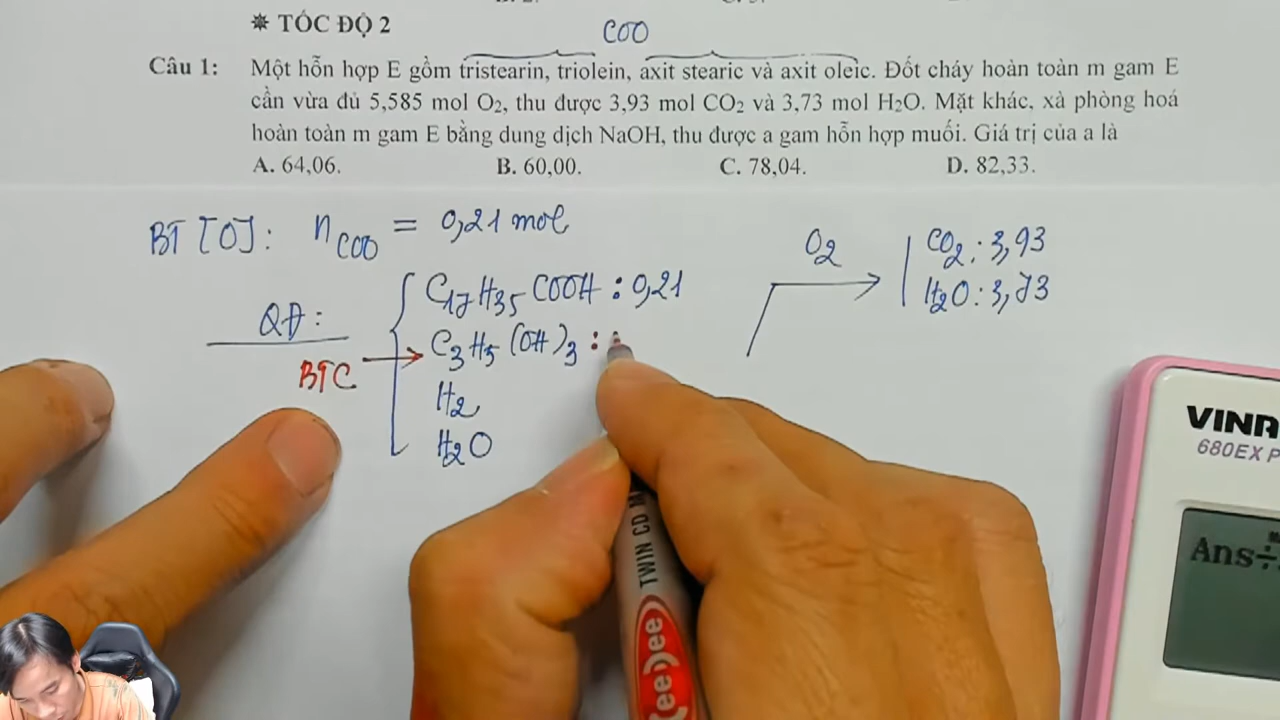 ✵ TỐC ĐỘ 2
COO
Câu 1: Một hỗn hợp E gồm tristearin, triolein, axit stearic và axit oleic. Đốt cháy hoàn toàn m gam E
cần vừa đủ 5,585 mol O2, thu được 3,93 mol CO2 và 3,73 mol H2O. Mặt khác, xà phòng hoá
hoàn toàn m gam E bằng dung dịch NaOH, thu được a gam hỗn hợp muối. Giá trị của a là
A. 64,06. B. 60,00. C. 78,04. D. 82,33.
BT [O]: nCOO = 0,21 mol
O2
CO2: 3,93
H2O: 3,73
QĐ:
C17H35COOH : 0,21
BTC → C3H5(OH)3 :
H2
H2O
VINA
680EX P
Ans÷
TWIN CD M